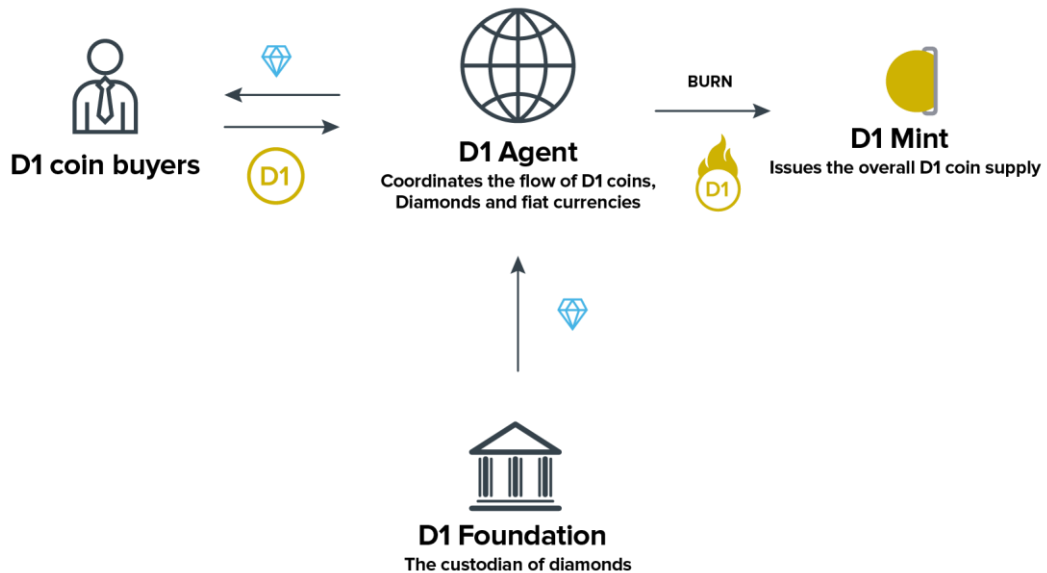 BURN
D1 coin buyers
D1
D1 Agent
Coordinates the flow of D1 coins,
Diamonds and fiat currencies
D1
D1 Mint
Issues the overall D1 coin supply
D1 Foundation
The custodian of diamonds